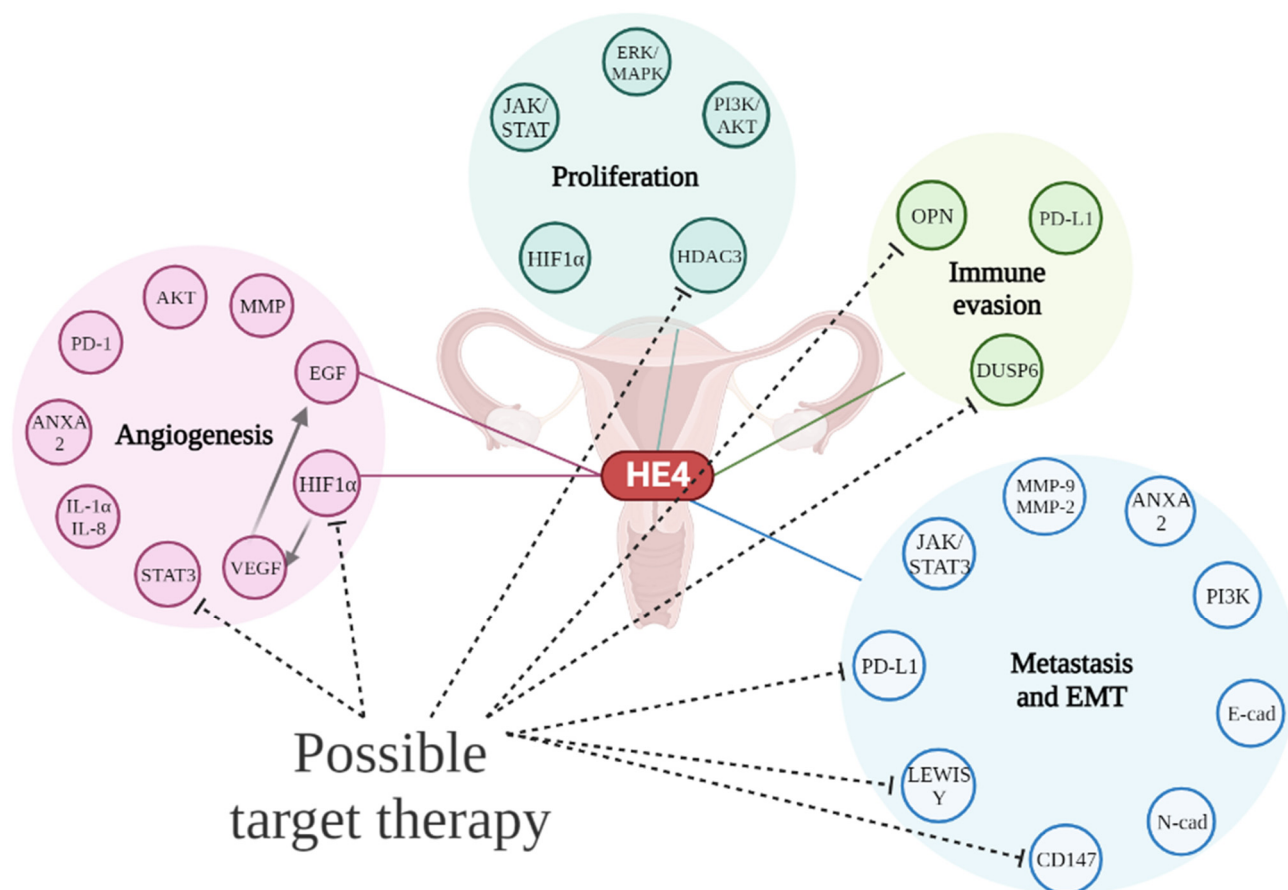 ERK/
MAPK
JAK/
STAT
PI3K/
AKT
Proliferation
HIF1α
HDAC3
OPN
PD-L1
Immune
evasion
DUSP6
AKT
MMP
PD-1
EGF
ANXA
2
Angiogenesis
HIF1α
IL-1α
IL-8
STAT3
VEGF
HE4
MMP-9
MMP-2
ANXA
2
JAK/
STAT3
PI3K
PD-L1
Metastasis
and EMT
E-cad
LEWIS
Y
N-cad
CD147
Possible
target therapy